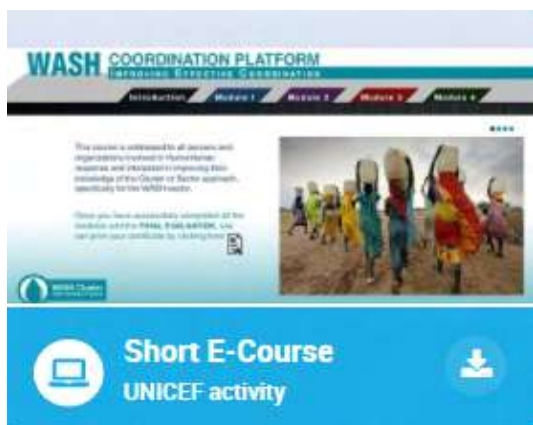 WASH COORDINATION PLATFORM
IMPROVING EFFECTIVE COORDINATION
Introduction Module 1 Module 2 Module 3 Module 4
This course is addressed to all persons and
organizations involved in Humanitarian
response and interested in improving their
knowledge of the Cluster or Sector approach,
specifically for the WASH sector.
Once you have successfully completed all the
modules and the FINAL EVALUATION, you
can print your certificate by clicking here
WASH Cluster
Short E-Course
UNICEF activity